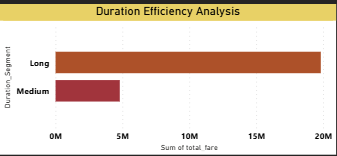 Duration Efficiency Analysis
Duration_Segment
Long
Medium
0M 5M 10M 15M 20M
Sum of total_fare